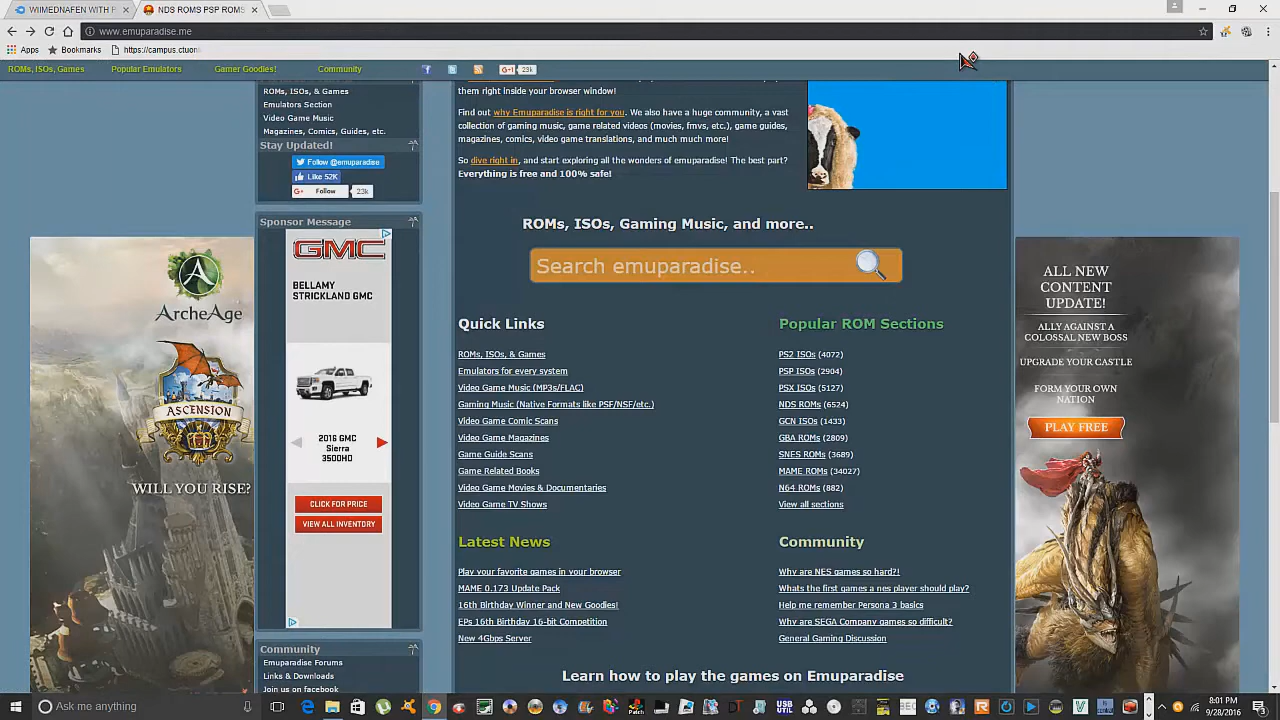 WIIMEDNAFEN WITH P
NDS ROMS PSP ROMS
www.emuparadise.me
Apps
Bookmarks
https://campus.ctuon
ROMs, ISOs, Games
Popular Emulators
Gamer Goodies!
Community
G+1
23k
ROMs, ISOs, & Games
Emulators Section
Video Game Music
Magazines, Comics, Guides, etc.
Stay Updated!
Follow @emuparadise
Like 52K
G+ Follow
23k
Sponsor Message
GMC
BELLAMY
STRICKLAND GMC
2016 GMC
Sierra
3500HD
CLICK FOR PRICE
VIEW ALL INVENTORY
Community
Emuparadise Forums
Links & Downloads
Join us on facebook
ArcheAge
ASCENSION
WILL YOU RISE?
them right inside your browser window!
Find out why Emuparadise is right for you. We also have a huge community, a vast
collection of gaming music, game related videos (movies, fmvs, etc.), game guides,
magazines, comics, video game translations, and much much more!
So dive right in, and start exploring all the wonders of emuparadise! The best part?
Everything is free and 100% safe!
ROMs, ISOs, Gaming Music, and more..
Search emuparadise..
Quick Links
ROMs, ISOs, & Games
Emulators for every system
Video Game Music (MP3s/FLAC)
Gaming Music (Native Formats like PSF/NSF/etc.)
Video Game Comic Scans
Video Game Magazines
Game Guide Scans
Game Related Books
Video Game Movies & Documentaries
Video Game TV Shows
Popular ROM Sections
PS2 ISOs (4072)
PSP ISOs (2904)
PSX ISOs (5127)
NDS ROMs (6524)
GCN ISOs (1433)
GBA ROMs (2809)
SNES ROMs (3689)
MAME ROMs (34027)
N64 ROMs (882)
View all sections
Latest News
Play your favorite games in your browser
MAME 0.173 Update Pack
16th Birthday Winner and New Goodies!
EPs 16th Birthday 16-bit Competition
New 4Gbps Server
Community
Why are NES games so hard?!
Whats the first games a nes player should play?
Help me remember Persona 3 basics
Why are SEGA Company games so difficult?
General Gaming Discussion
Learn how to play the games on Emuparadise
ALL NEW
CONTENT
UPDATE!
ALLY AGAINST A
COLOSSAL NEW BOSS
UPGRADE YOUR CASTLE
FORM YOUR OWN
NATION
PLAY FREE
Ask me anything
8:01 PM
9/28/2016